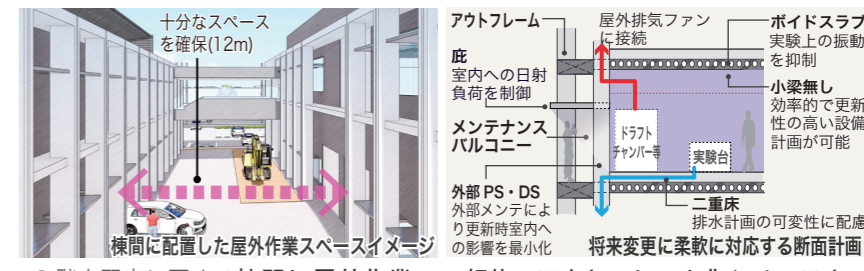 十分なスペース
を確保(12m)
棟間に配置した屋外作業スペースイメージ
アウトフレーム
屋外排気ファン
に接続
ボイドスラブ
実験上の振動
を抑制
庇
室内への日射
負荷を制御
小梁無し
効率的で更新
性の高い設備
計画が可能
メンテナンス
バルコニー
ドラフト
チャンバー等
実験台
外部 PS・DS
外部メンテによ
り更新時室内へ
の影響を最小化
二重床
排水計画の可変性に配慮
将来変更に柔軟に対応する断面計画